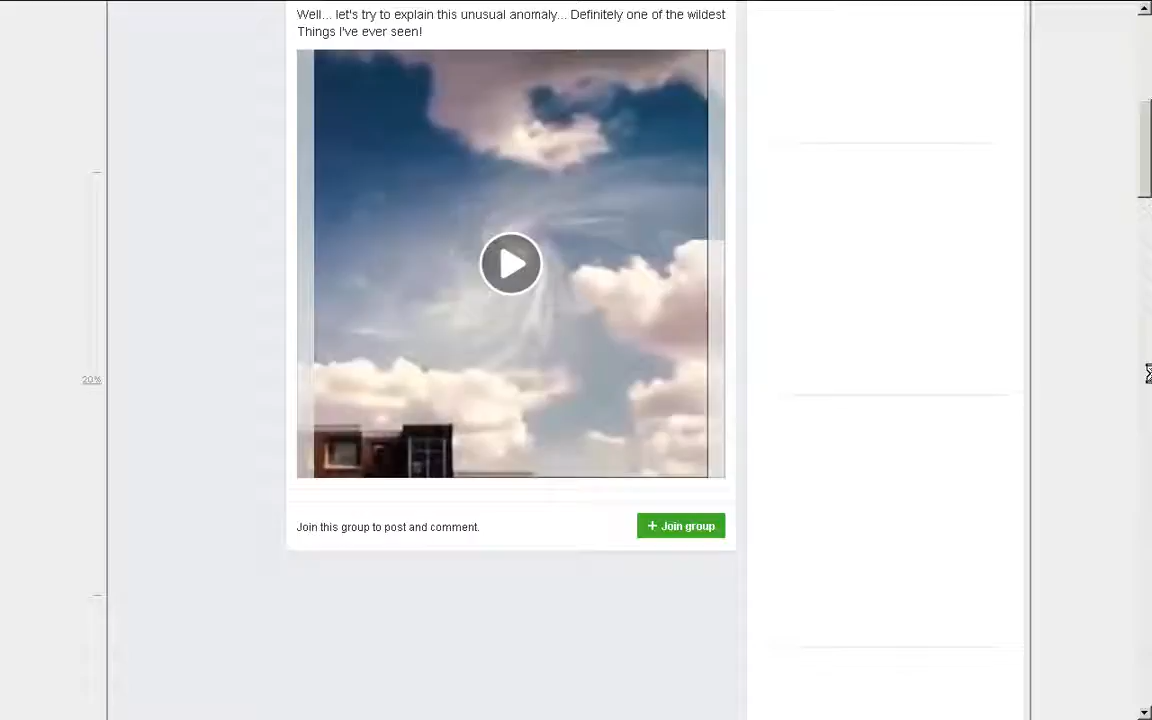 Well... let's try to explain this unusual anomaly... Definitely one of the wildest
Things I've ever seen!
20%
Join this group to post and comment.
+ Join group